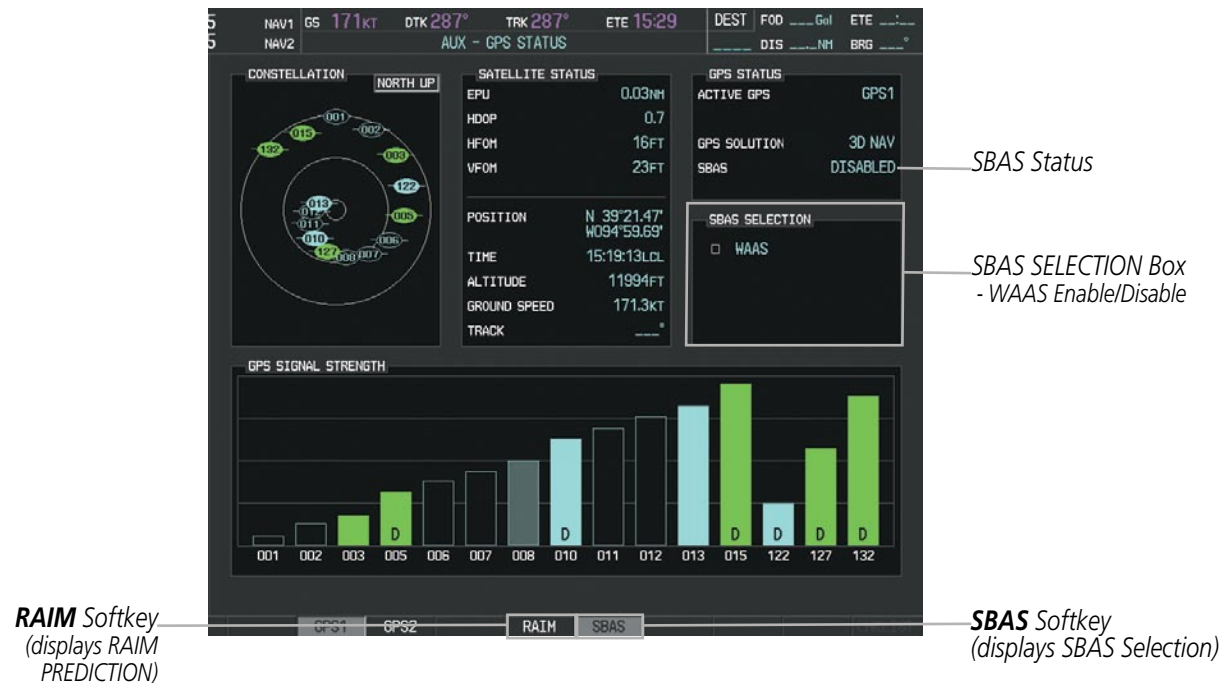 5 NAV1 GS 171KT DTK 287° TRK 287° ETE 15:29 DEST FOD ___Gal ETE __:__
5 NAV2 AUX - GPS STATUS ____ DIS __._NM BRG ___°
CONSTELLATION
NORTH UP
001
002
015
132
003
122
013
012
005
011
010
006
127
008
007
SATELLITE STATUS
EPU 0.03NM
HDOP 0.7
HFOM 16FT
VFOM 23FT
POSITION N 39°21.47'
W094°59.69'
TIME 15:19:13LCL
ALTITUDE 11994FT
GROUND SPEED 171.3KT
TRACK ___°
GPS STATUS
ACTIVE GPS GPS1
GPS SOLUTION 3D NAV
SBAS DISABLED
SBAS SELECTION
WAAS
SBAS Status
SBAS SELECTION Box
- WAAS Enable/Disable
GPS SIGNAL STRENGTH
D D D D D D
001 002 003 005 006 007 008 010 011 012 013 015 122 127 132
GPS1 GPS2 RAIM SBAS
RAIM Softkey
(displays RAIM
PREDICTION)
SBAS Softkey
(displays SBAS Selection)